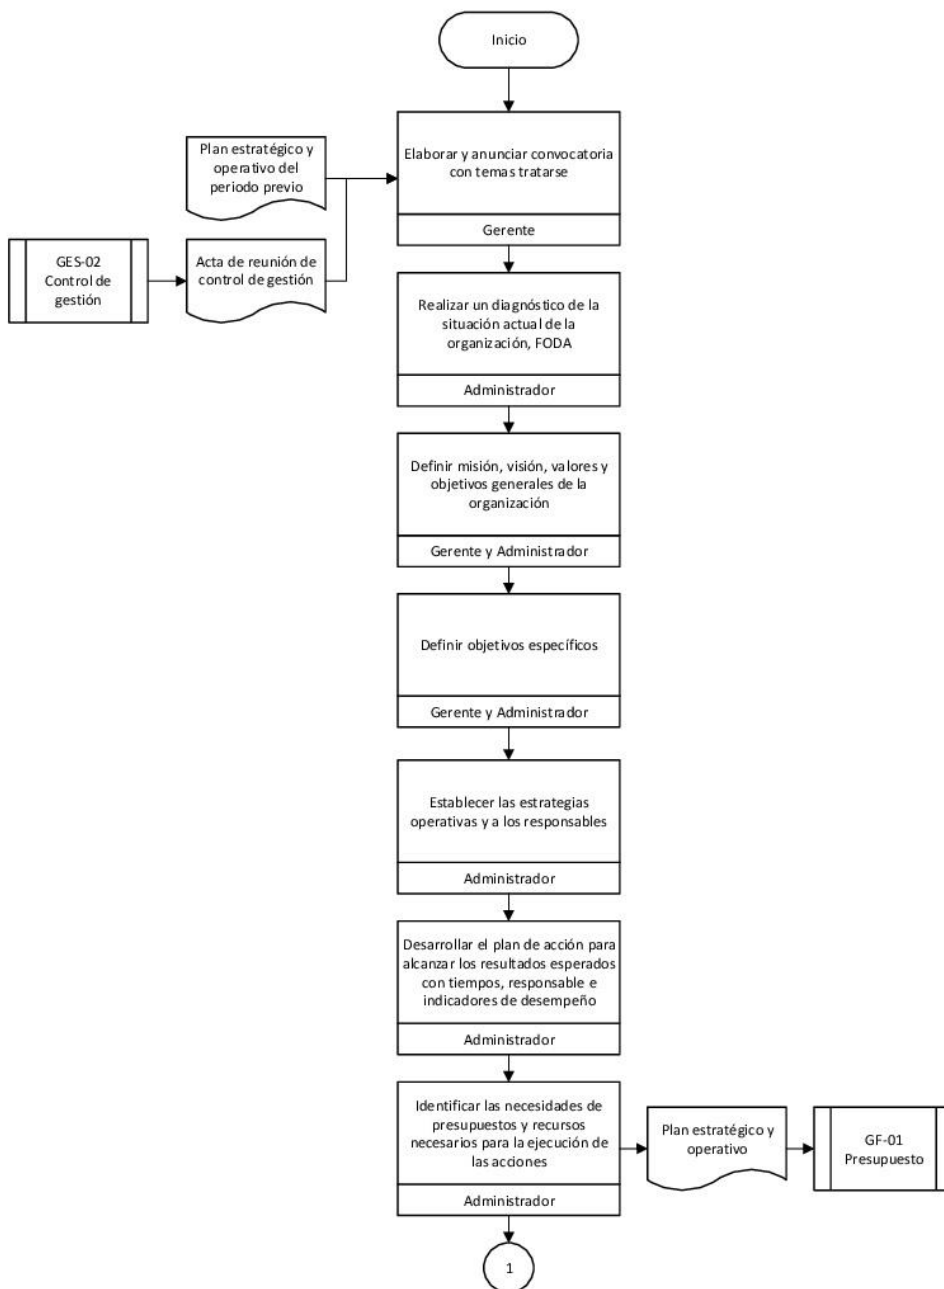 Inicio
Elaborar y anunciar convocatoria
con temas tratarse
Gerente
Plan estratégico y
operativo del
periodo previo
GES-02
Control de
gestión
Acta de reunión de
control de gestión
Realizar un diagnóstico de la
situación actual de la
organización, FODA
Administrador
Definir misión, visión, valores y
objetivos generales de la
organización
Gerente y Administrador
Definir objetivos específicos
Gerente y Administrador
Establecer las estrategias
operativas y a los responsables
Administrador
Desarrollar el plan de acción para
alcanzar los resultados esperados
con tiempos, responsable e
indicadores de desempeño
Administrador
Identificar las necesidades de
presupuestos y recursos
necesarios para la ejecución de
las acciones
Administrador
Plan estratégico y
operativo
GF-01
Presupuesto
1